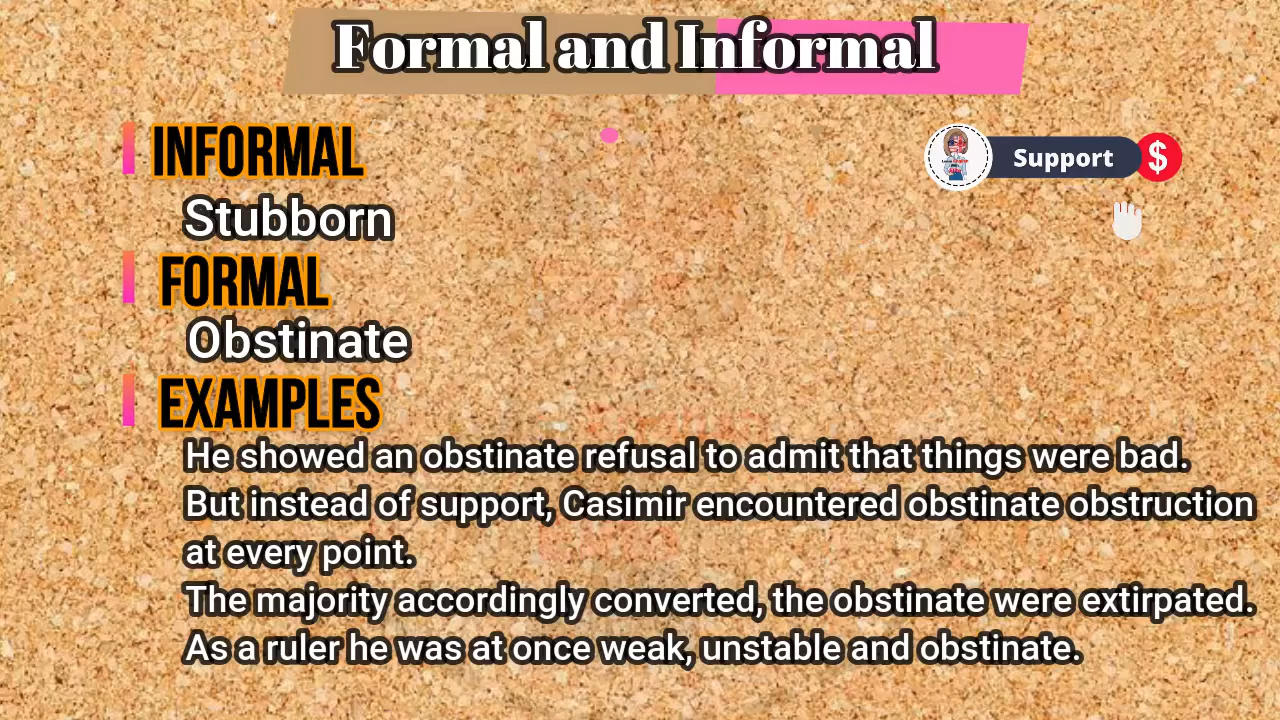 Formal and Informal
INFORMAL
Support
$
Stubborn
FORMAL
Obstinate
EXAMPLES
He showed an obstinate refusal to admit that things were bad.
But instead of support, Casimir encountered obstinate obstruction
at every point.
The majority accordingly converted, the obstinate were extirpated.
As a ruler he was at once weak, unstable and obstinate.